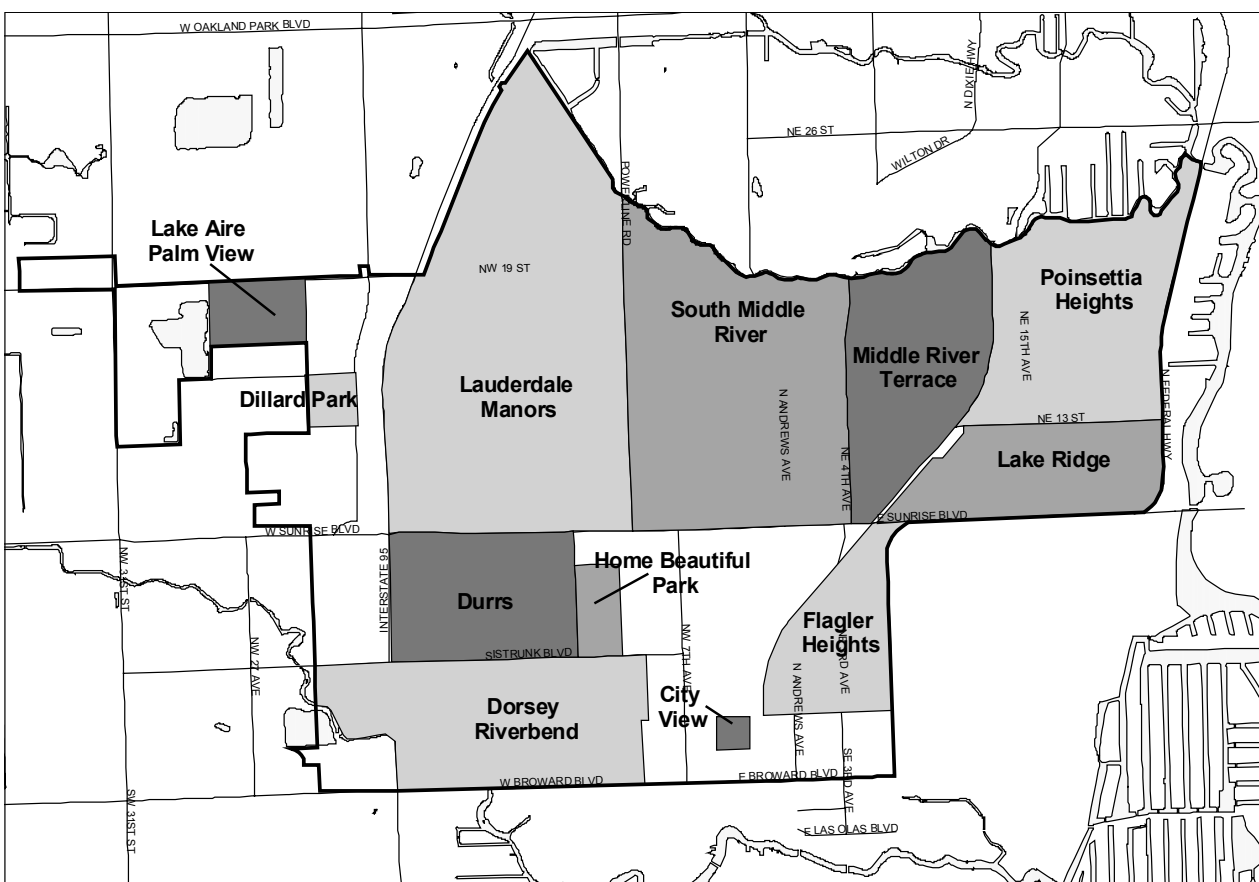 W OAKLAND PARK BLVD
N DIXIE HWY
NE 26 ST
WILTON DR
POWERLINE RD
Lake Aire
Palm View
NW 19 ST
Poinsettia
Heights
South Middle
River
NE 15TH AVE
Middle River
Terrace
N FEDERAL HWY
Lauderdale
Manors
Dillard Park
N ANDREWS AVE
NE 13 ST
NE 4TH AVE
Lake Ridge
E SUNRISE BLVD
W SUNRISE BLVD
NW 31ST ST
INTERSTATE 95
Home Beautiful
Park
Durrs
Flagler
Heights
SISTRUNK BLVD
NW 27 AVE
NW 7TH AVE
N ANDREWS AVE
City
View
Dorsey
Riverbend
W BROWARD BLVD
E BROWARD BLVD
SE 3RD AVE
SW 31ST ST
E LAS OLAS BLVD